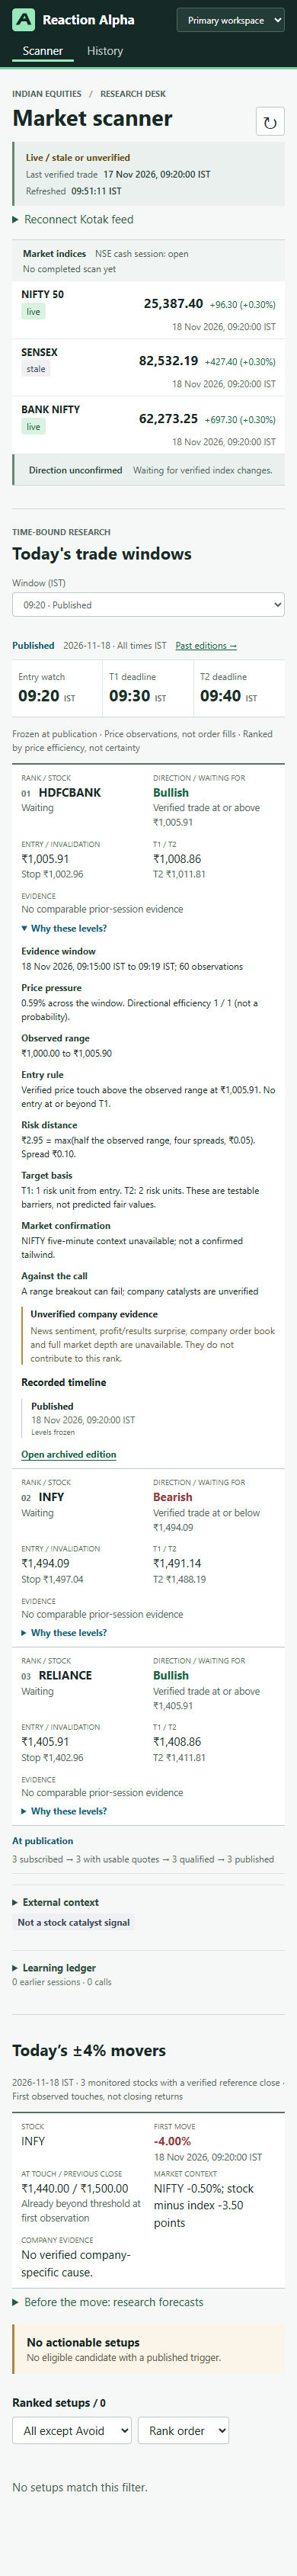 A Reaction Alpha Primary workspace
Scanner History
INDIAN EQUITIES / RESEARCH DESK
Market scanner
Live / stale or unverified
Last verified trade 17 Nov 2026, 09:20:00 IST
Refreshed 09:51:11 IST
Reconnect Kotak feed
Market indices NSE cash session: open
No completed scan yet
NIFTY 50
live
25,387.40 +96.30 (+0.30%)
18 Nov 2026, 09:20:00 IST
SENSEX
stale
82,532.19 +427.40 (+0.30%)
18 Nov 2026, 09:20:00 IST
BANK NIFTY
live
62,273.25 +697.30 (+0.30%)
18 Nov 2026, 09:20:00 IST
Direction unconfirmed Waiting for verified index changes.
TIME-BOUND RESEARCH
Today's trade windows
Window (IST)
09:20 · Published
Published 2026-11-18 · All times IST Past editions →
Entry watch
09:20 IST
T1 deadline
09:30 IST
T2 deadline
09:40 IST
Frozen at publication · Price observations, not order fills · Ranked
by price efficiency, not certainty
RANK / STOCK
01 HDFCBANK
Waiting
DIRECTION / WAITING FOR
Bullish
Verified trade at or above
₹1,005.91
ENTRY / INVALIDATION
₹1,005.91
Stop ₹1002.96
T1 / T2
₹1,008.86
T2 ₹1,011.81
EVIDENCE
No comparable prior-session evidence
Why these levels?
Evidence window
18 Nov 2026, 09:15:00 IST to 09:19 IST; 60 observations
Price pressure
0.59% across the window. Directional efficiency 1 / 1 (not a
probability).
Observed range
₹1,000.00 to ₹1,005.90
Entry rule
Verified price touch above the observed range at ₹1,005.91. No
entry at or beyond T1.
Risk distance
₹2.95 = max(half the observed range, four spreads, ₹0.05).
Spread ₹0.10.
Target basis
T1: 1 risk unit from entry. T2: 2 risk units. These are testable
barriers, not predicted fair values.
Market confirmation
NIFTY five-minute context unavailable; not a confirmed
tailwind.
Against the call
A range breakout can fail; company catalysts are unverified
Unverified company evidence
News sentiment, profit/results surprise, company order book
and full market depth are unavailable. They do not
contribute to this rank.
Recorded timeline
Published
18 Nov 2026, 09:20:00 IST
Levels frozen
Open archived edition
RANK / STOCK
02 INFY
Waiting
DIRECTION / WAITING FOR
Bearish
Verified trade at or below
₹1,494.09
ENTRY / INVALIDATION
₹1,494.09
Stop ₹1,497.04
T1 / T2
₹1,491.14
T2 ₹1,488.19
EVIDENCE
No comparable prior-session evidence
Why these levels?
RANK / STOCK
03 RELIANCE
Waiting
DIRECTION / WAITING FOR
Bullish
Verified trade at or above
₹1,405.91
ENTRY / INVALIDATION
₹1,405.91
Stop ₹1,402.96
T1 / T2
₹1,408.86
T2 ₹1,411.81
EVIDENCE
No comparable prior-session evidence
Why these levels?
At publication
3 subscribed → 3 with usable quotes → 3 qualified → 3 published
External context
Not a stock catalyst signal
Learning ledger
0 earlier sessions · 0 calls
Today's ±4% movers
2026-11-18 IST · 3 monitored stocks with a verified reference close ·
First observed touches, not closing returns
STOCK
INFY
FIRST MOVE
-4.00%
18 Nov 2026, 09:20:00 IST
AT TOUCH / PREVIOUS CLOSE
₹1,440.00 / ₹1,500.00
Already beyond threshold at
first observation
MARKET CONTEXT
NIFTY -0.50%; stock
minus index -3.50
points
COMPANY EVIDENCE
No verified company-
specific cause.
Before the move: research forecasts
No actionable setups
No eligible candidate with a published trigger.
Ranked setups / 0
All except Avoid Rank order
No setups match this filter.